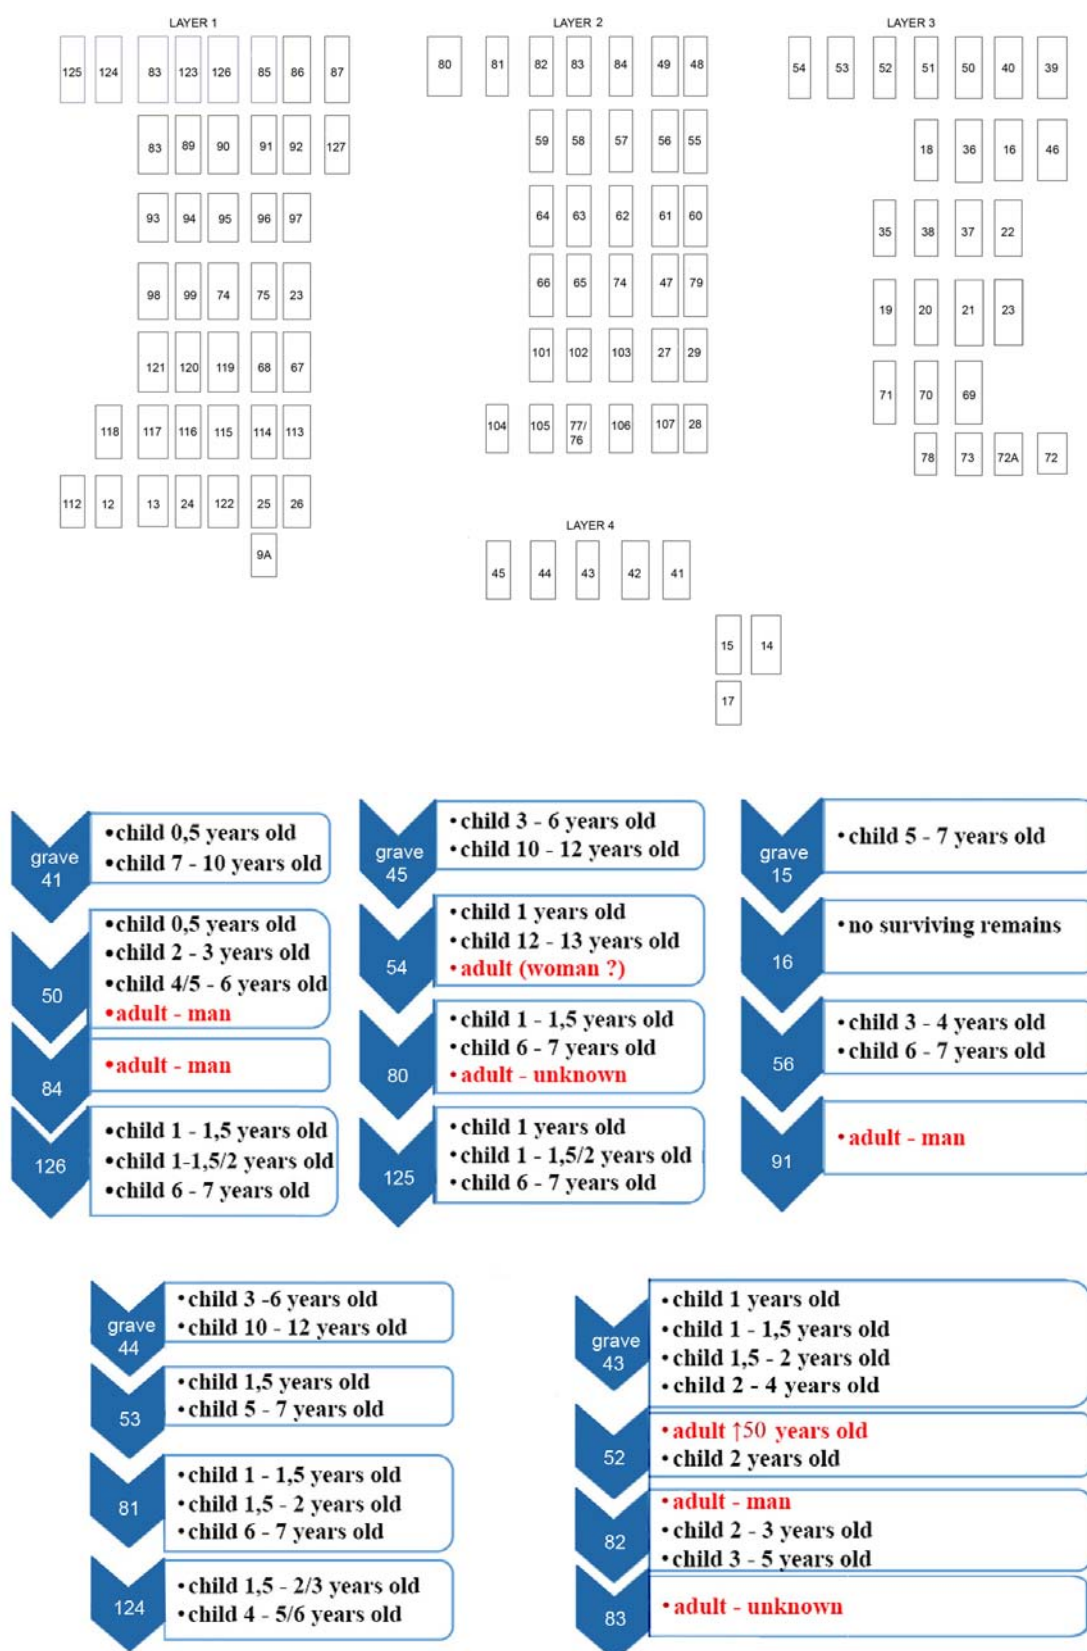 LAYER 1
125 124 83 123 126 85 86 87
83 89 90 91 92 127
93 94 95 96 97
98 99 74 75 23
121 120 119 68 67
118 117 116 115 114 113
112 12 13 24 122 25 26
9A
LAYER 2
80 81 82 83 84 49 48
59 58 57 56 55
64 63 62 61 60
66 65 74 47 79
101 102 103 27 29
104 105 77/ 106 107 28
76
LAYER 3
54 53 52 51 50 40 39
18 36 16 46
35 38 37 22
19 20 21 23
71 70 69
78 73 72A 72
LAYER 4
45 44 43 42 41
15 14
17
grave
41
•child 0,5 years old
•child 7 - 10 years old
50
•child 0,5 years old
•child 2 - 3 years old
•child 4/5 - 6 years old
•adult - man
84
•adult - man
126
•child 1 - 1,5 years old
•child 1-1,5/2 years old
•child 6 - 7 years old
grave
45
•child 3 - 6 years old
•child 10 - 12 years old
54
•child 1 years old
•child 12 - 13 years old
•adult (woman ?)
80
•child 1 - 1,5 years old
•child 6 - 7 years old
•adult - unknown
125
•child 1 years old
•child 1 - 1,5/2 years old
•child 6 - 7 years old
grave
15
•child 5 - 7 years old
16
•no surviving remains
56
•child 3 - 4 years old
•child 6 - 7 years old
91
•adult - man
grave
44
•child 3 -6 years old
•child 10 - 12 years old
53
•child 1,5 years old
•child 5 - 7 years old
81
•child 1 - 1,5 years old
•child 1,5 - 2 years old
•child 6 - 7 years old
124
•child 1,5 - 2/3 years old
•child 4 - 5/6 years old
grave
43
•child 1 years old
•child 1 - 1,5 years old
•child 1,5 - 2 years old
•child 2 - 4 years old
52
•adult ↑50 years old
•child 2 years old
82
•adult - man
•child 2 - 3 years old
•child 3 - 5 years old
83
•adult - unknown